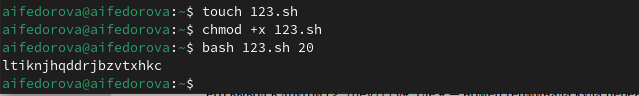 aifedorova@aifedorova:~$ touch 123.sh
aifedorova@aifedorova:~$ chmod +x 123.sh
aifedorova@aifedorova:~$ bash 123.sh 20
ltiknjhqddrjbzvtxhkc
aifedorova@aifedorova:~$